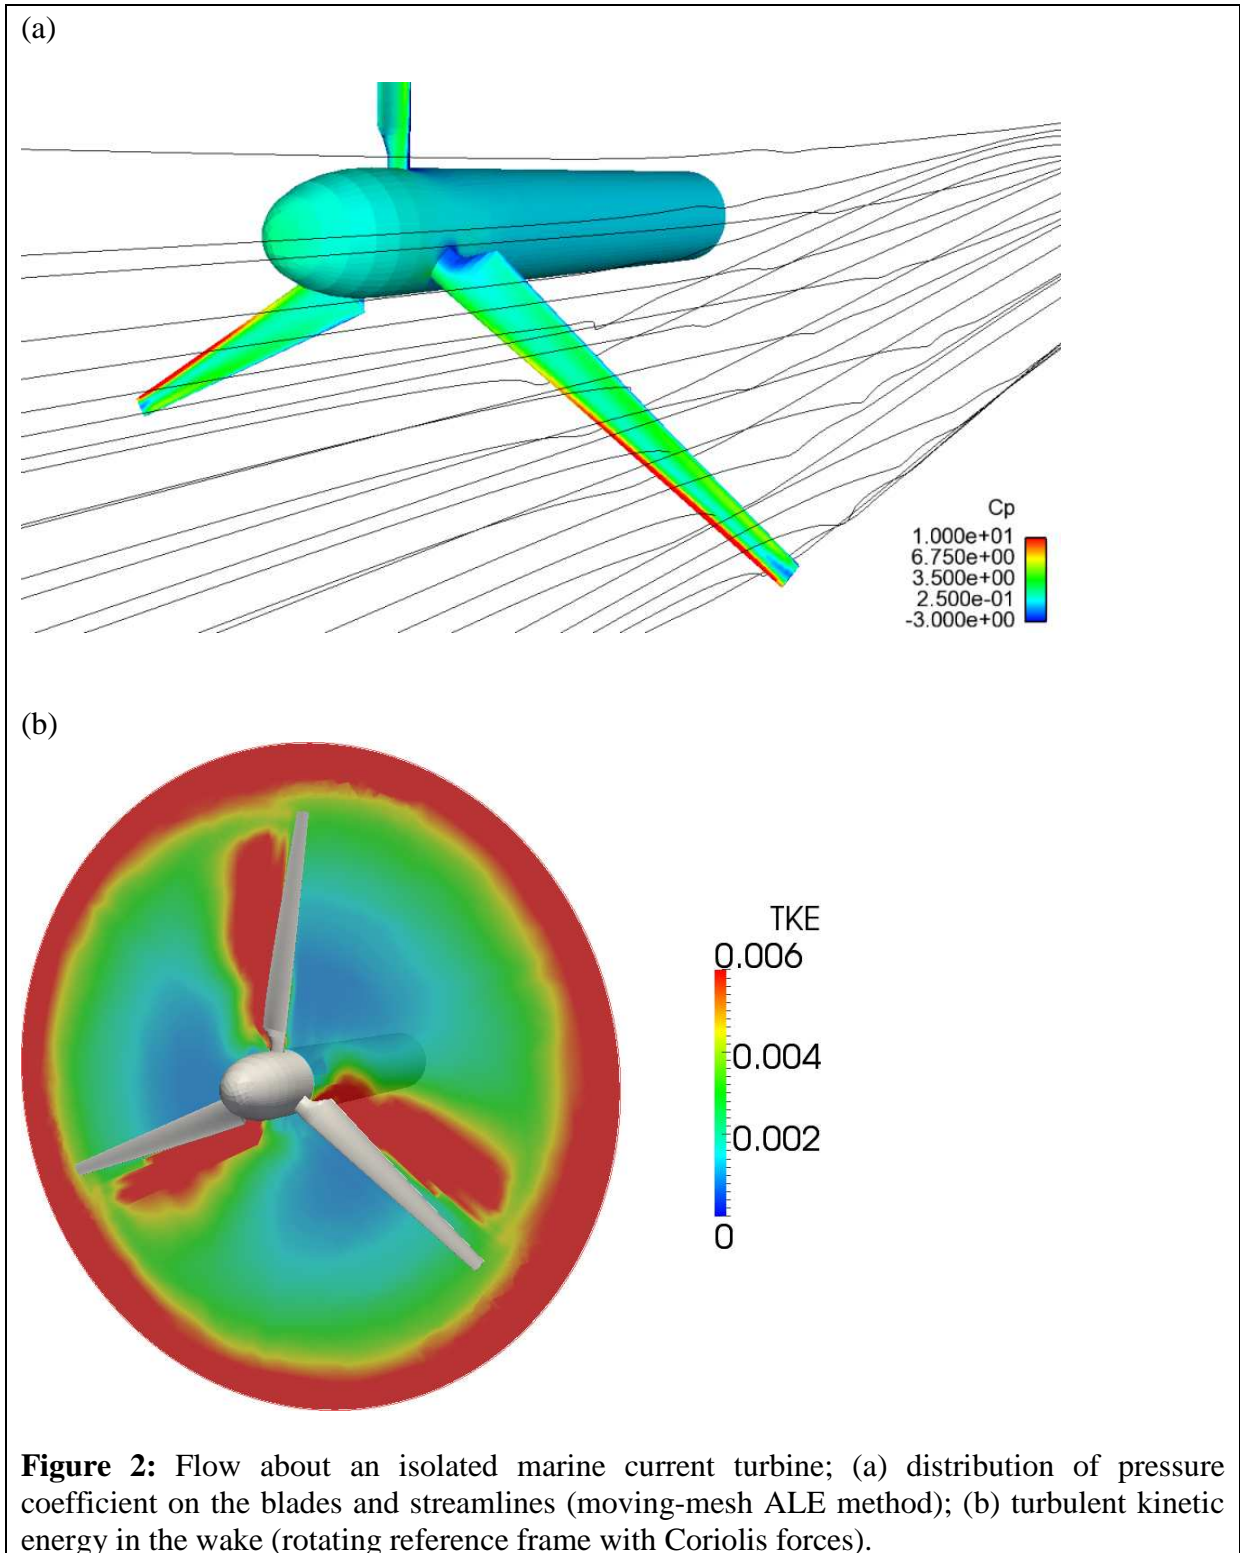 (a)
Cp
1.000e+01
6.750e+00
3.500e+00
2.500e-01
-3.000e+00
(b)
TKE
0.006
0.004
0.002
0
Figure 2: Flow about an isolated marine current turbine; (a) distribution of pressure
coefficient on the blades and streamlines (moving-mesh ALE method); (b) turbulent kinetic
energy in the wake (rotating reference frame with Coriolis forces).